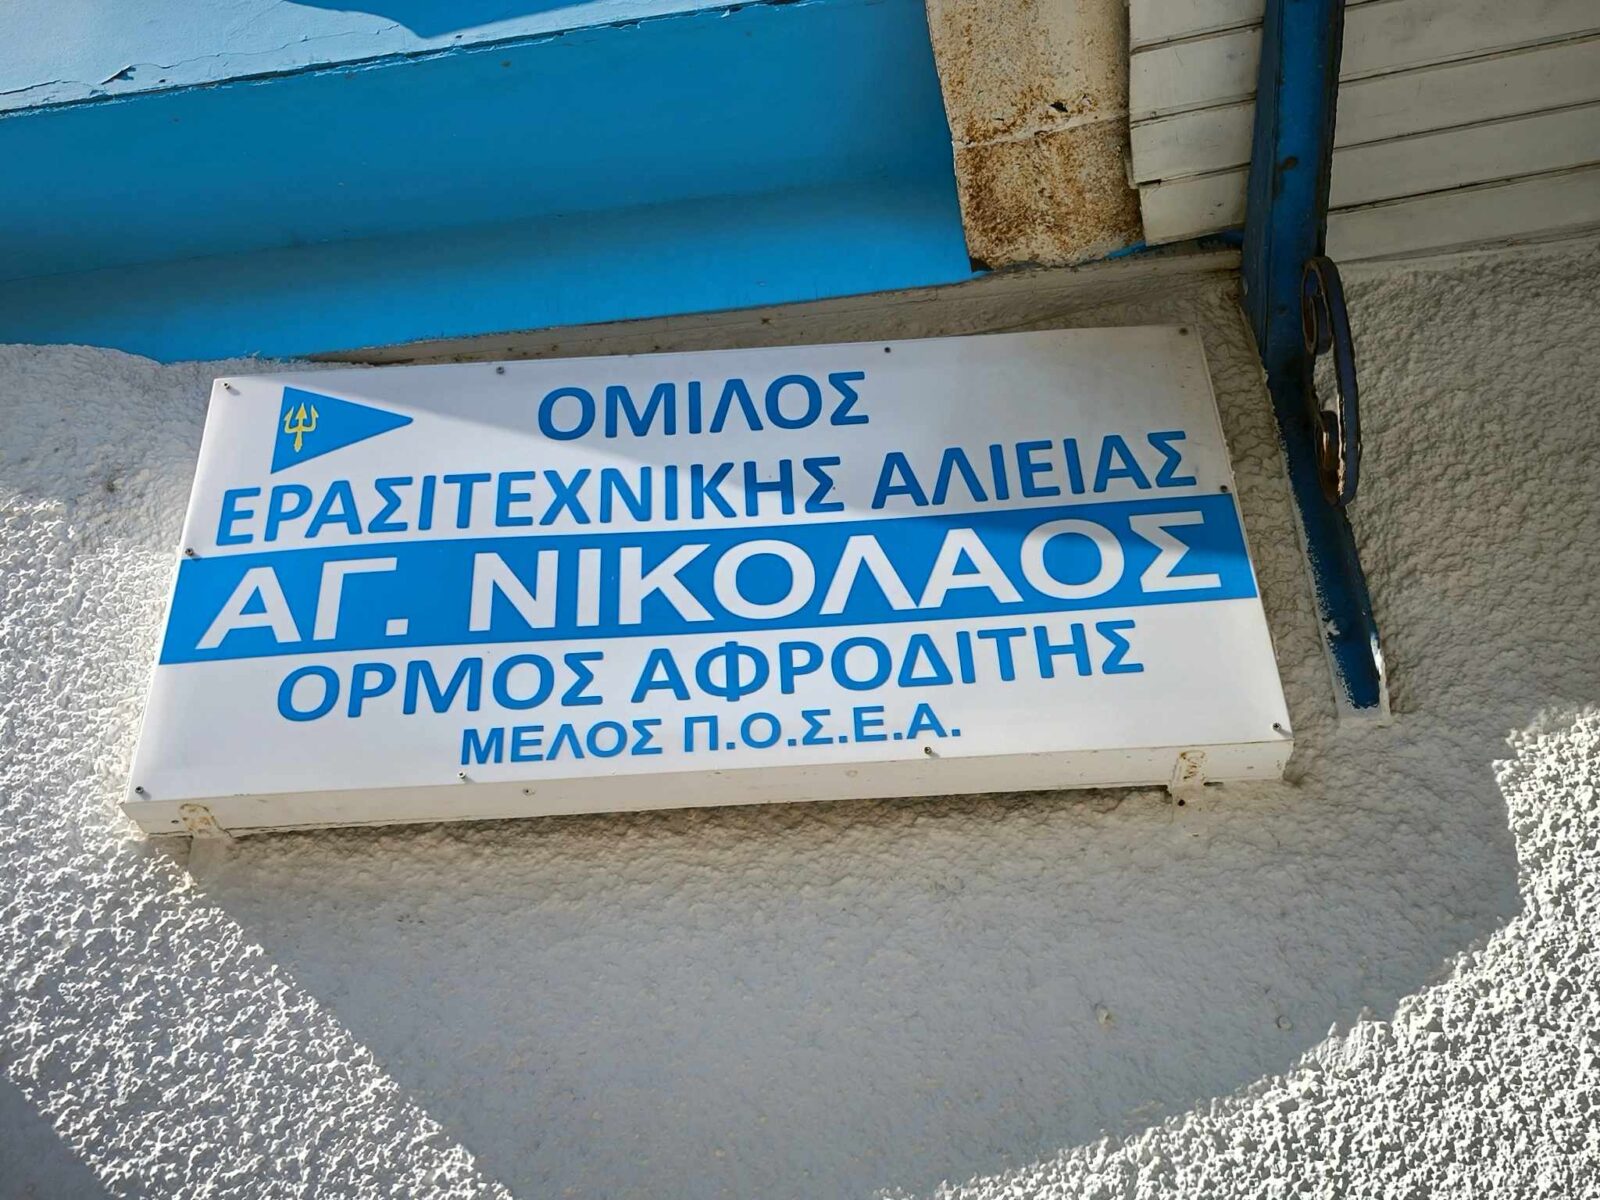 ΟΜΙΛΟΣ
ΕΡΑΣΙΤΕΧΝΙΚΗΣ ΑΛΙΕΙΑΣ
ΑΓ. ΝΙΚΟΛΑΟΣ
ΟΡΜΟΣ ΑΦΡΟΔΙΤΗΣ
ΜΕΛΟΣ Π.Ο.Σ.Ε.Α.